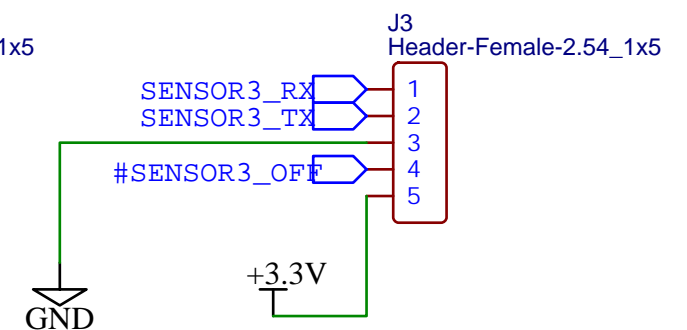 J3
1x5
Header-Female-2.54_1x5
SENSOR3_RX
1
SENSOR3_TX
2
3
#SENSOR3_OFF
4
5
+3.3V
GND